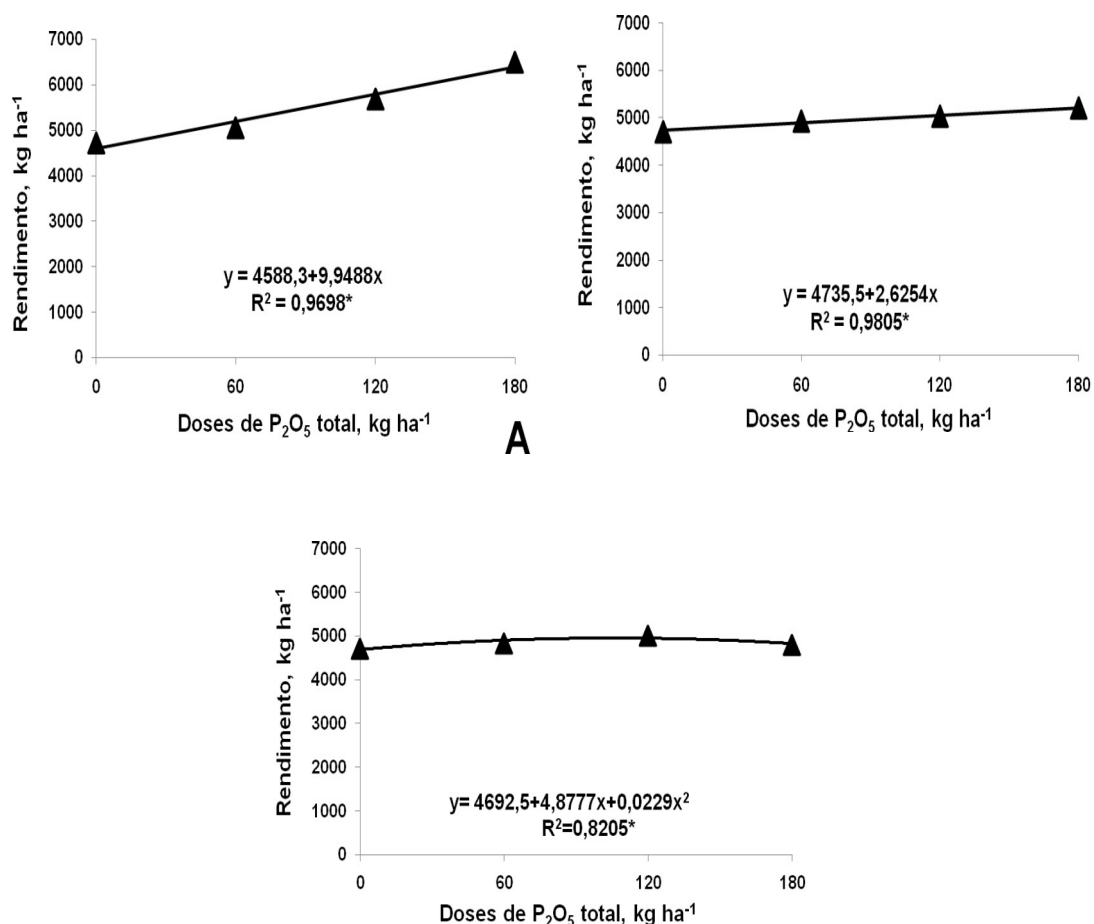 7000
6000
5000
4000
3000
2000
1000
0
Rendimento, kg ha⁻¹
y = 4588,3+9,9488x
R² = 0,9698*
0 60 120 180
Doses de P₂O₅ total, kg ha⁻¹
A
7000
6000
5000
4000
3000
2000
1000
0
Rendimento, kg ha⁻¹
y = 4735,5+2,6254x
R² = 0,9805*
0 60 120 180
Doses de P₂O₅ total, kg ha⁻¹
7000
6000
5000
4000
3000
2000
1000
0
Rendimento, kg ha⁻¹
y= 4692,5+4,8777x+0,0229x²
R²=0,8205*
0 60 120 180
Doses de P₂O₅ total, kg ha⁻¹